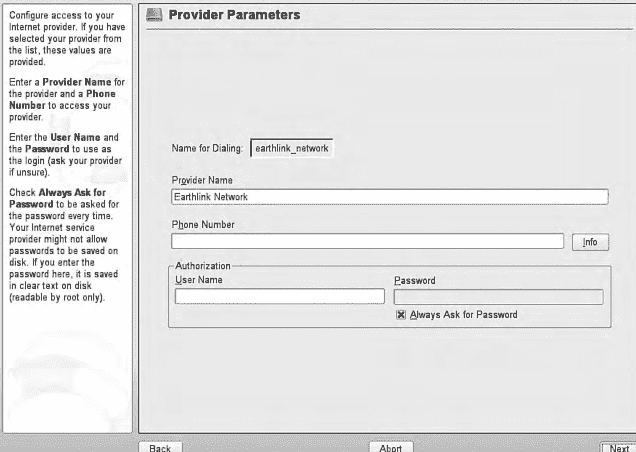 Configure access to your
Internet provider. If you have
selected your provider from
the list, these values are
provided.
Enter a Provider Name for
the provider and a Phone
Number to access your
provider.
Enter the User Name and
the Password to use as
the login (ask your provider
if unsure).
Check Always Ask for
Password to be asked for
the password every time.
Your Internet service
provider might not allow
passwords to be saved on
disk. If you enter the
password here, it is saved
in clear text on disk
(readable by root only).
Provider Parameters
Name for Dialing: earthlink_network
Provider Name
Earthlink Network
Phone Number
Info
Authorization
User Name Password
Always Ask for Password
Back Abort Next